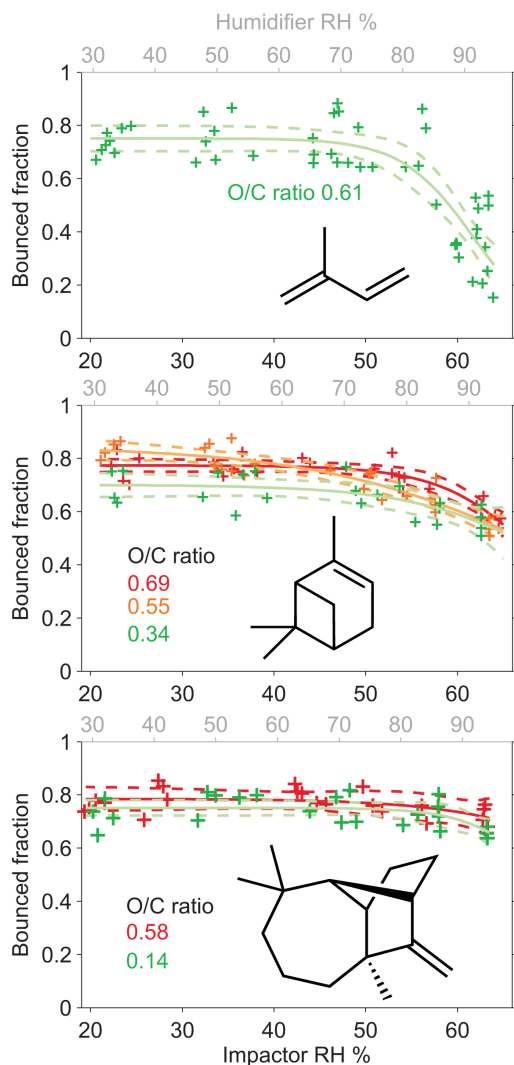 Humidifier RH %
30 40 50 60 70 80 90
1
0.8
0.6
0.4
0.2
0
Bounced fraction
O/C ratio 0.61
20 30 40 50 60
30 40 50 60 70 80 90
1
0.8
0.6
0.4
0.2
0
Bounced fraction
O/C ratio
0.69
0.55
0.34
20 30 40 50 60
30 40 50 60 70 80 90
1
0.8
0.6
0.4
0.2
0
Bounced fraction
O/C ratio
0.58
0.14
20 30 40 50 60
Impactor RH %